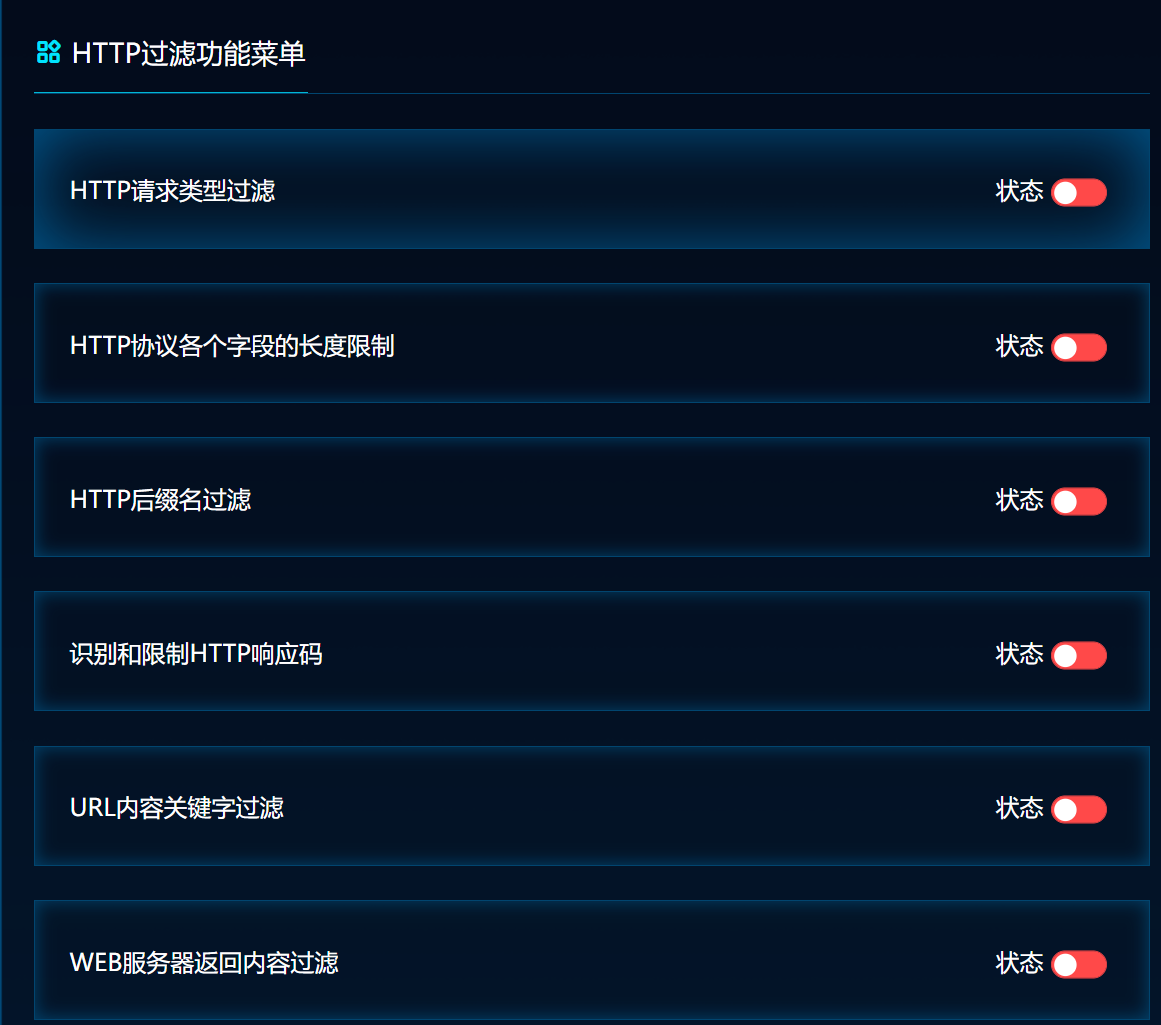 HTTP过滤功能菜单
HTTP请求类型过滤 状态
HTTP协议各个字段的长度限制 状态
HTTP后缀名过滤 状态
识别和限制HTTP响应码 状态
URL内容关键字过滤 状态
WEB服务器返回内容过滤 状态